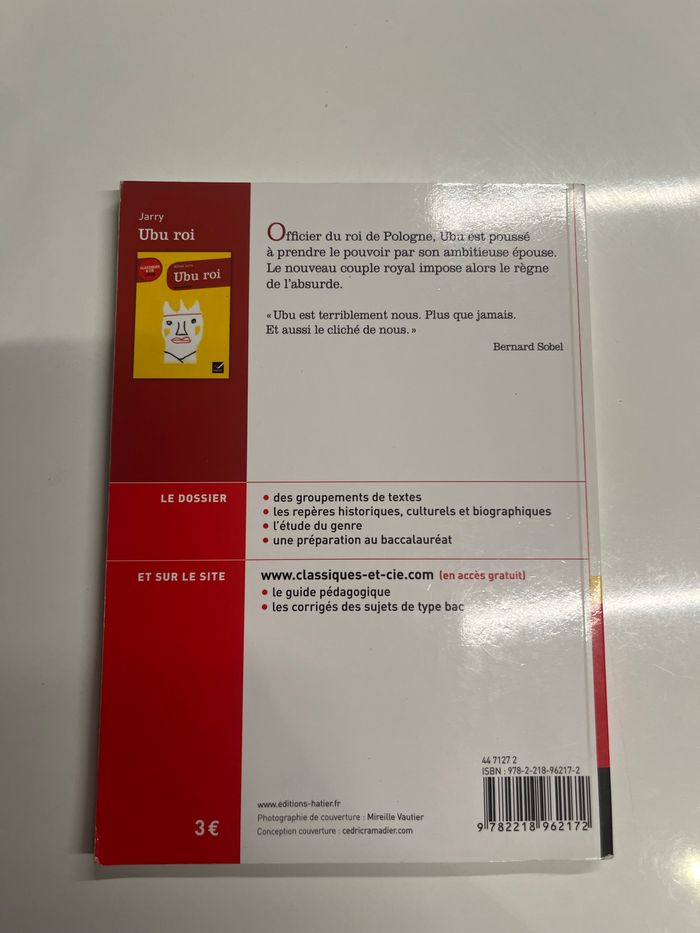 Jarry
Ubu roi
CLASSIQUES
& CIE
Ubu roi
Officier du roi de Pologne, Ubu est poussé
à prendre le pouvoir par son ambitieuse épouse.
Le nouveau couple royal impose alors le règne
de l'absurde.
« Ubu est terriblement nous. Plus que jamais.
Et aussi le cliché de nous. »
Bernard Sobel
LE DOSSIER
• des groupements de textes
• les repères historiques, culturels et biographiques
• l'étude du genre
• une préparation au baccalauréat
ET SUR LE SITE
www.classiques-et-cie.com (en accès gratuit)
• le guide pédagogique
• les corrigés des sujets de type bac
3 €
www.editions-hatier.fr
Photographie de couverture : Mireille Vautier
Conception couverture : cedricramadier.com
44 7127 2
ISBN : 978-2-218-96217-2
9 782218 962172